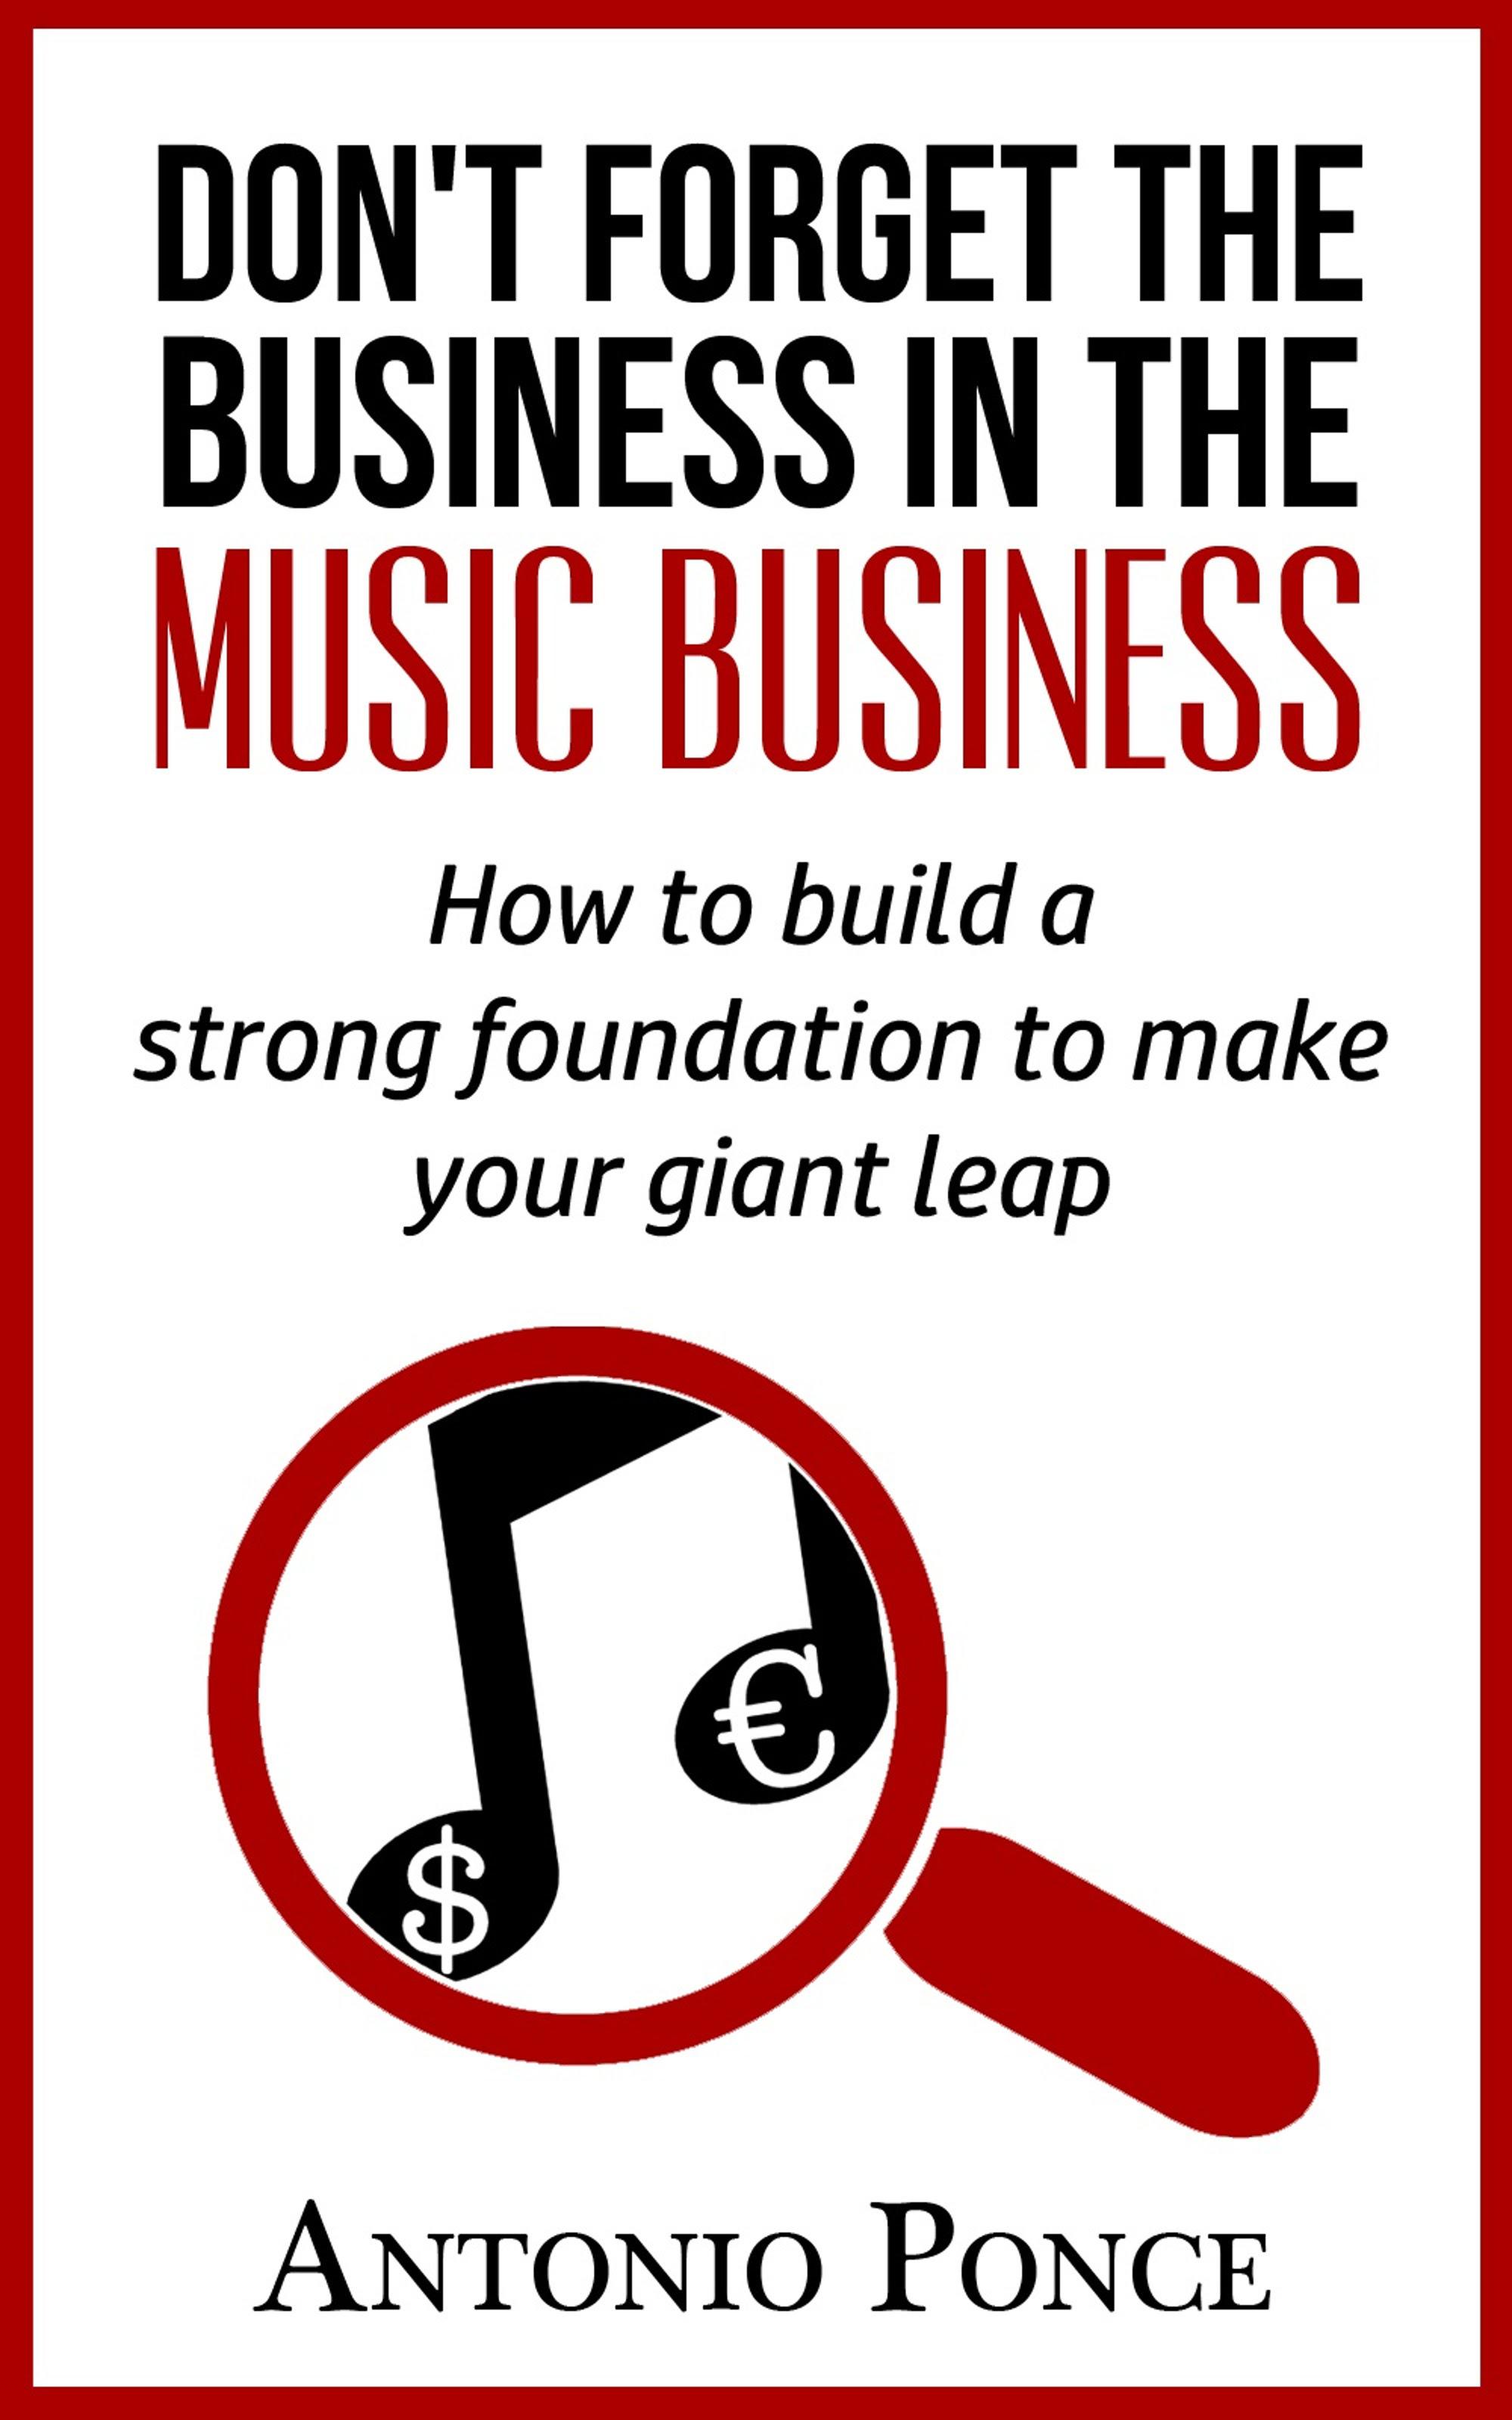 DON'T FORGET THE
BUSINESS IN THE
MUSIC BUSINESS
How to build a
strong foundation to make
your giant leap
€
$
ANTONIO PONCE